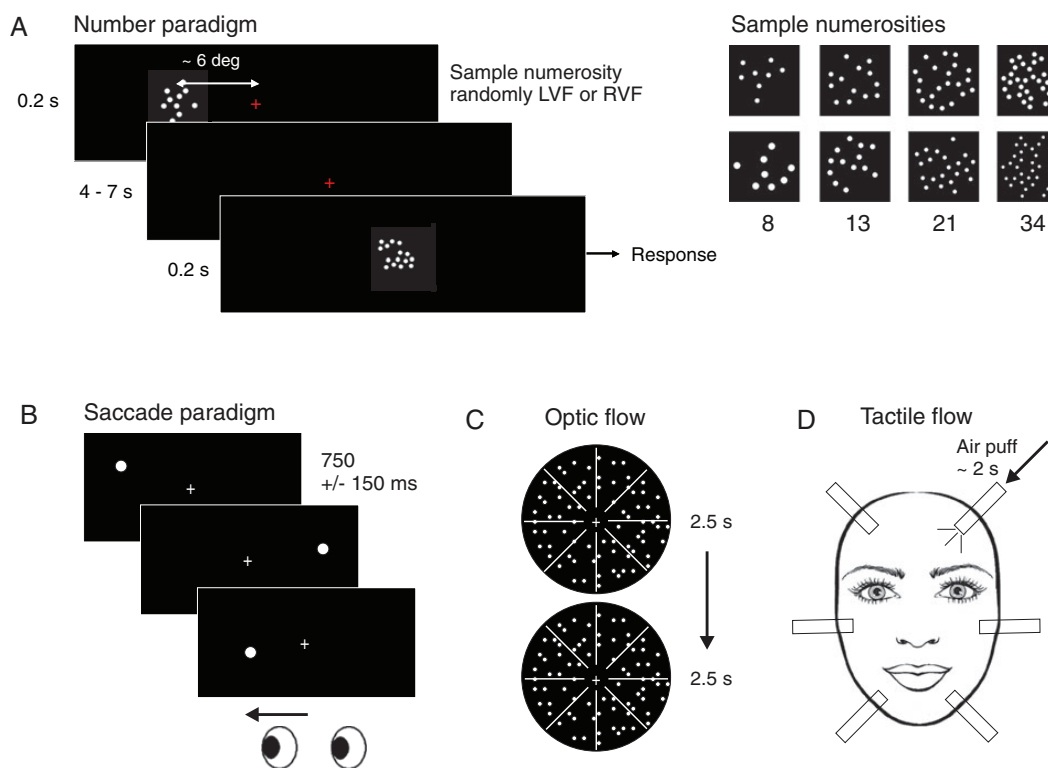 A
Number paradigm
~ 6 deg
0.2 s
Sample numerosity
randomly LVF or RVF
4 - 7 s
0.2 s
Response
Sample numerosities
8 13 21 34
B
Saccade paradigm
750
+/- 150 ms
C
Optic flow
2.5 s
2.5 s
D
Tactile flow
Air puff
~ 2 s